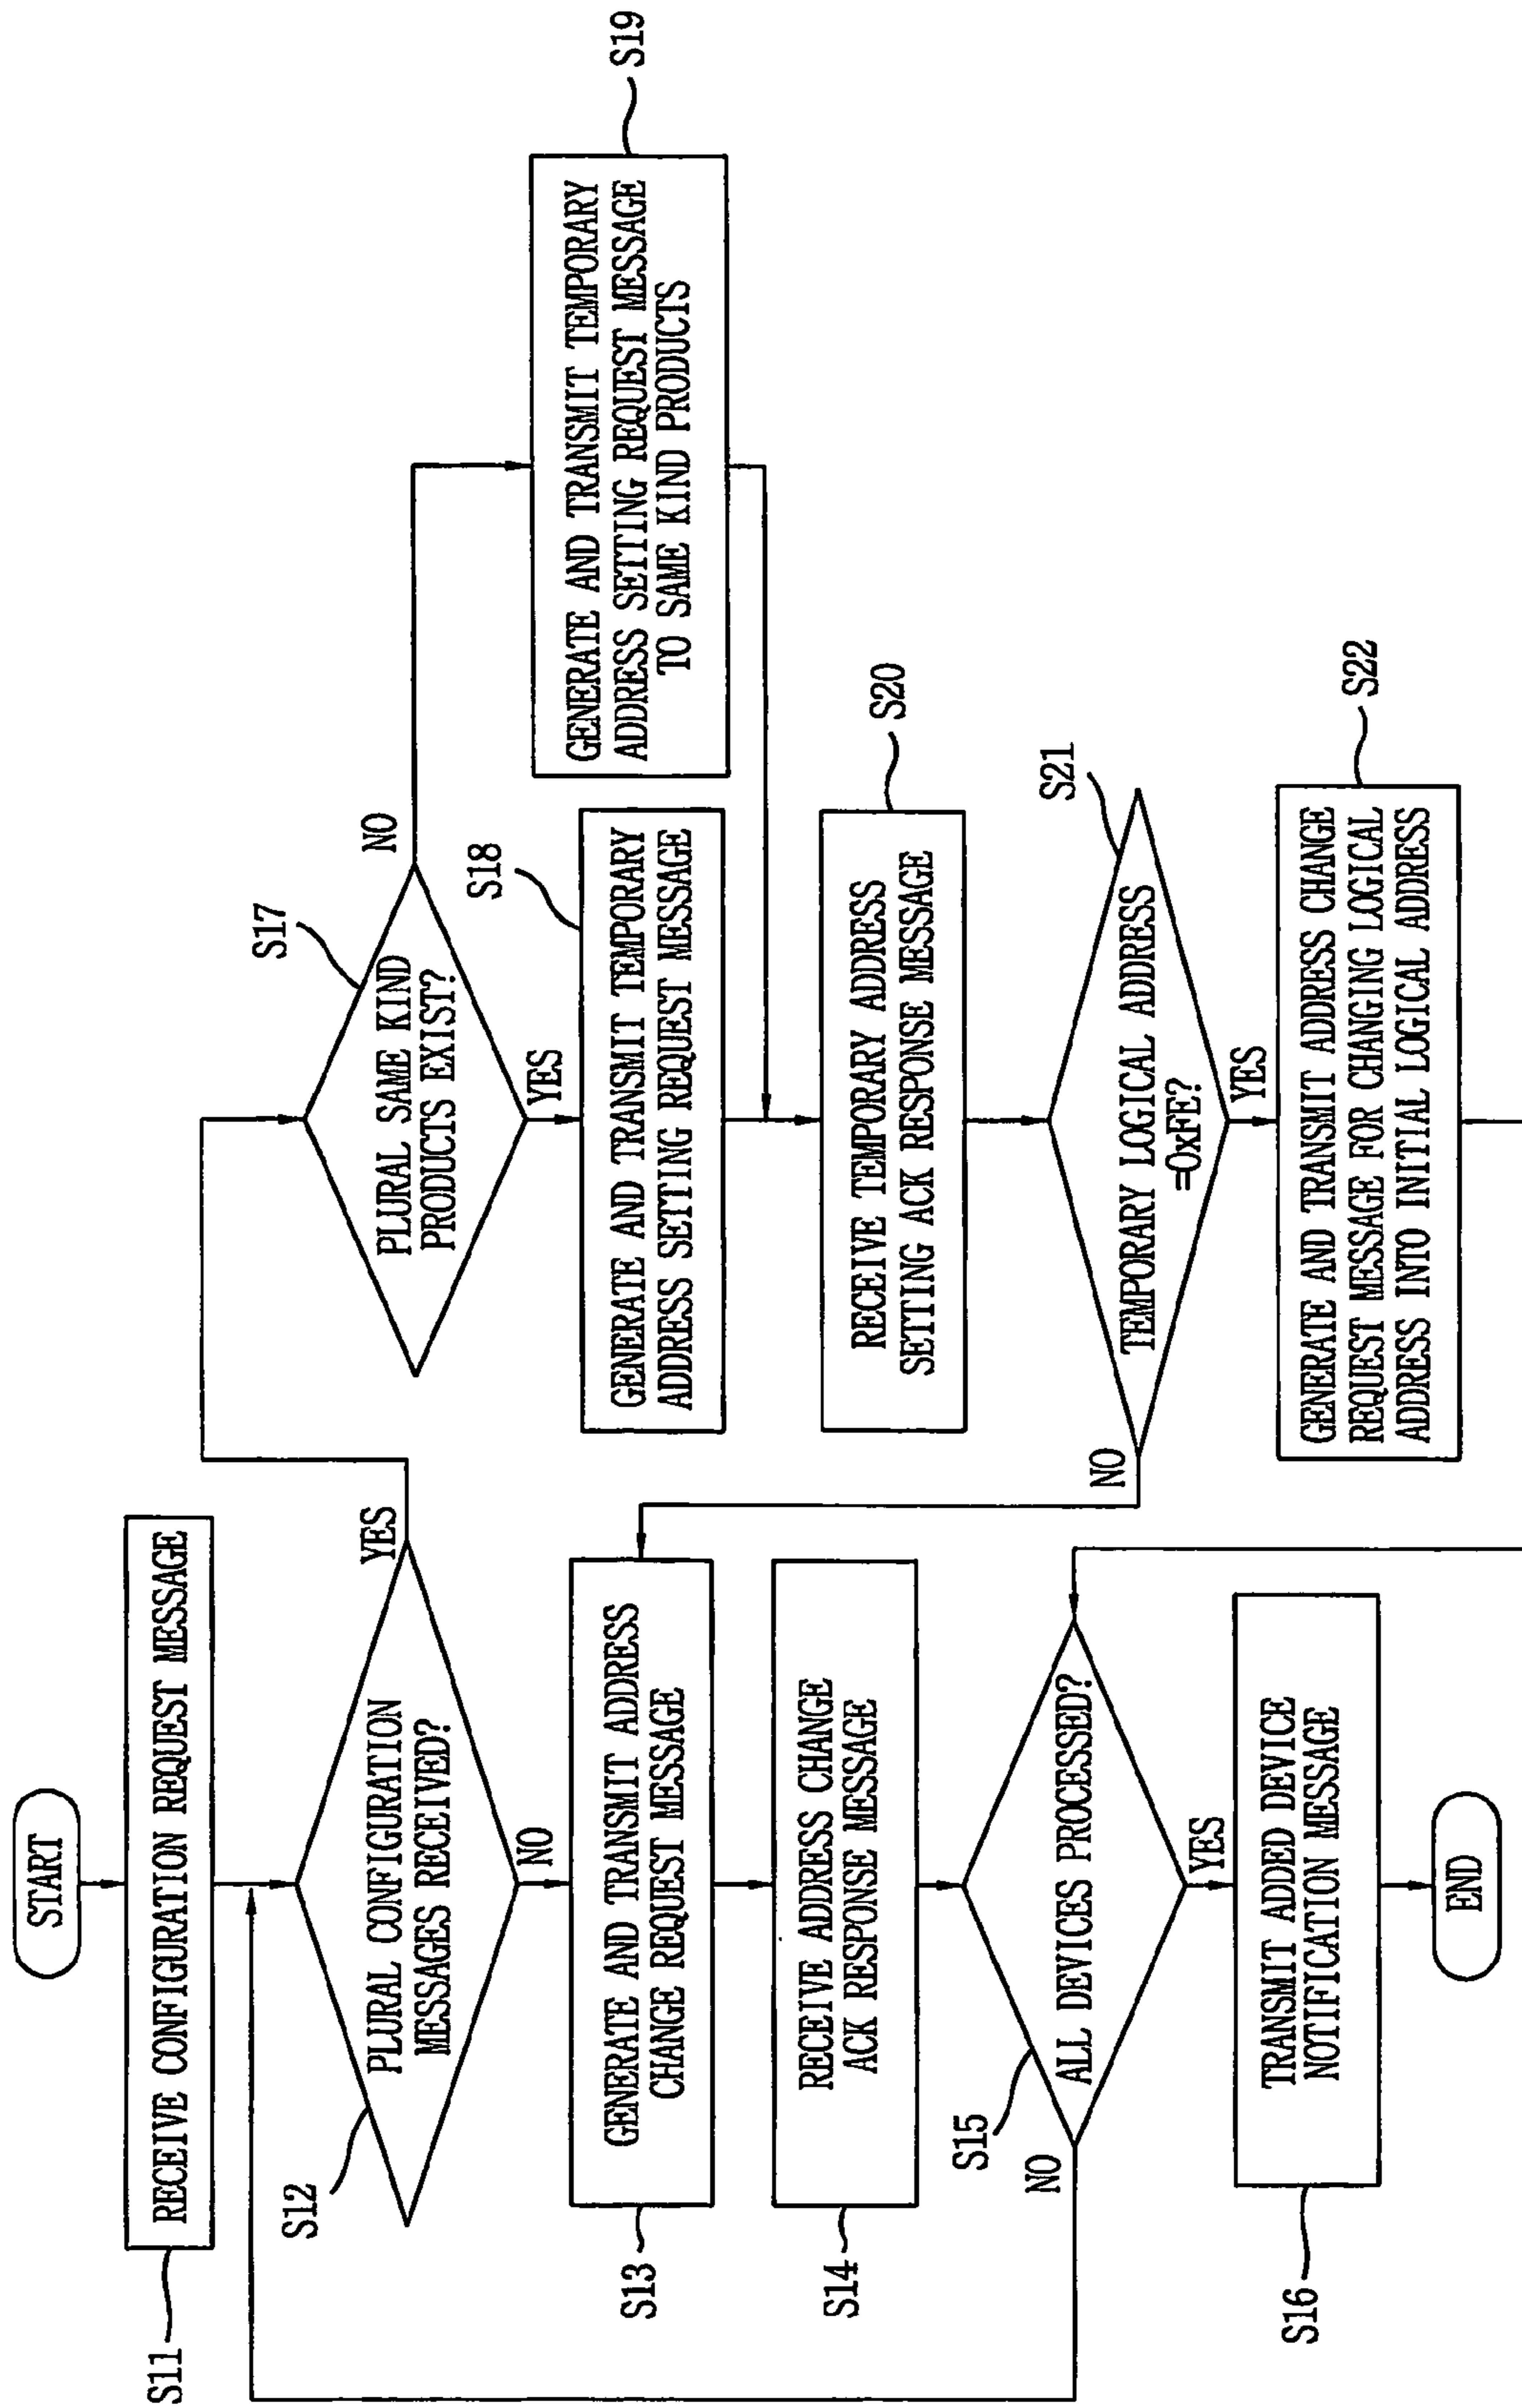 START
S11
RECEIVE CONFIGURATION REQUEST MESSAGE
S12
PLURAL CONFIGURATION
MESSAGES RECEIVED?
YES
NO
S13
GENERATE AND TRANSMIT ADDRESS
CHANGE REQUEST MESSAGE
S14
RECEIVE ADDRESS CHANGE
ACK RESPONSE MESSAGE
S15
ALL DEVICES PROCESSED?
NO
YES
S16
TRANSMIT ADDED DEVICE
NOTIFICATION MESSAGE
END
S17
PLURAL SAME KIND
PRODUCTS EXIST?
NO
YES
S18
GENERATE AND TRANSMIT TEMPORARY
ADDRESS SETTING REQUEST MESSAGE
S19
GENERATE AND TRANSMIT TEMPORARY
ADDRESS SETTING REQUEST MESSAGE
TO SAME KIND PRODUCTS
S20
RECEIVE TEMPORARY ADDRESS
SETTING ACK RESPONSE MESSAGE
S21
TEMPORARY LOGICAL ADDRESS
=0xFE?
NO
YES
S22
GENERATE AND TRANSMIT ADDRESS CHANGE
REQUEST MESSAGE FOR CHANGING LOGICAL
ADDRESS INTO INITIAL LOGICAL ADDRESS